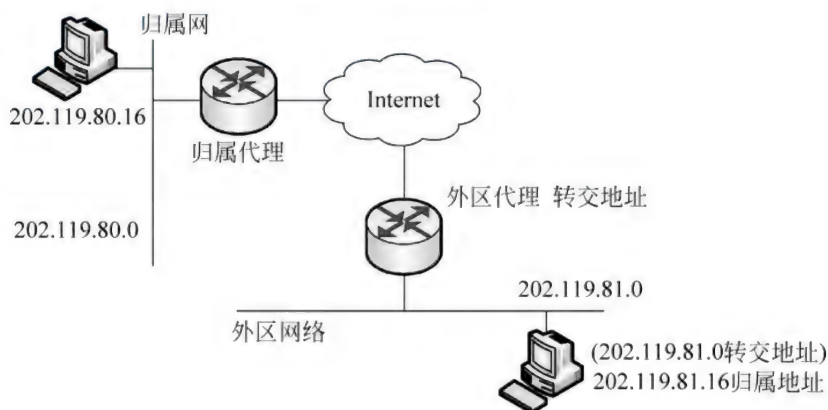 归属网
202.119.80.16
归属代理
Internet
202.119.80.0
外区代理 转交地址
202.119.81.0
外区网络
(202.119.81.0转交地址)
202.119.81.16归属地址